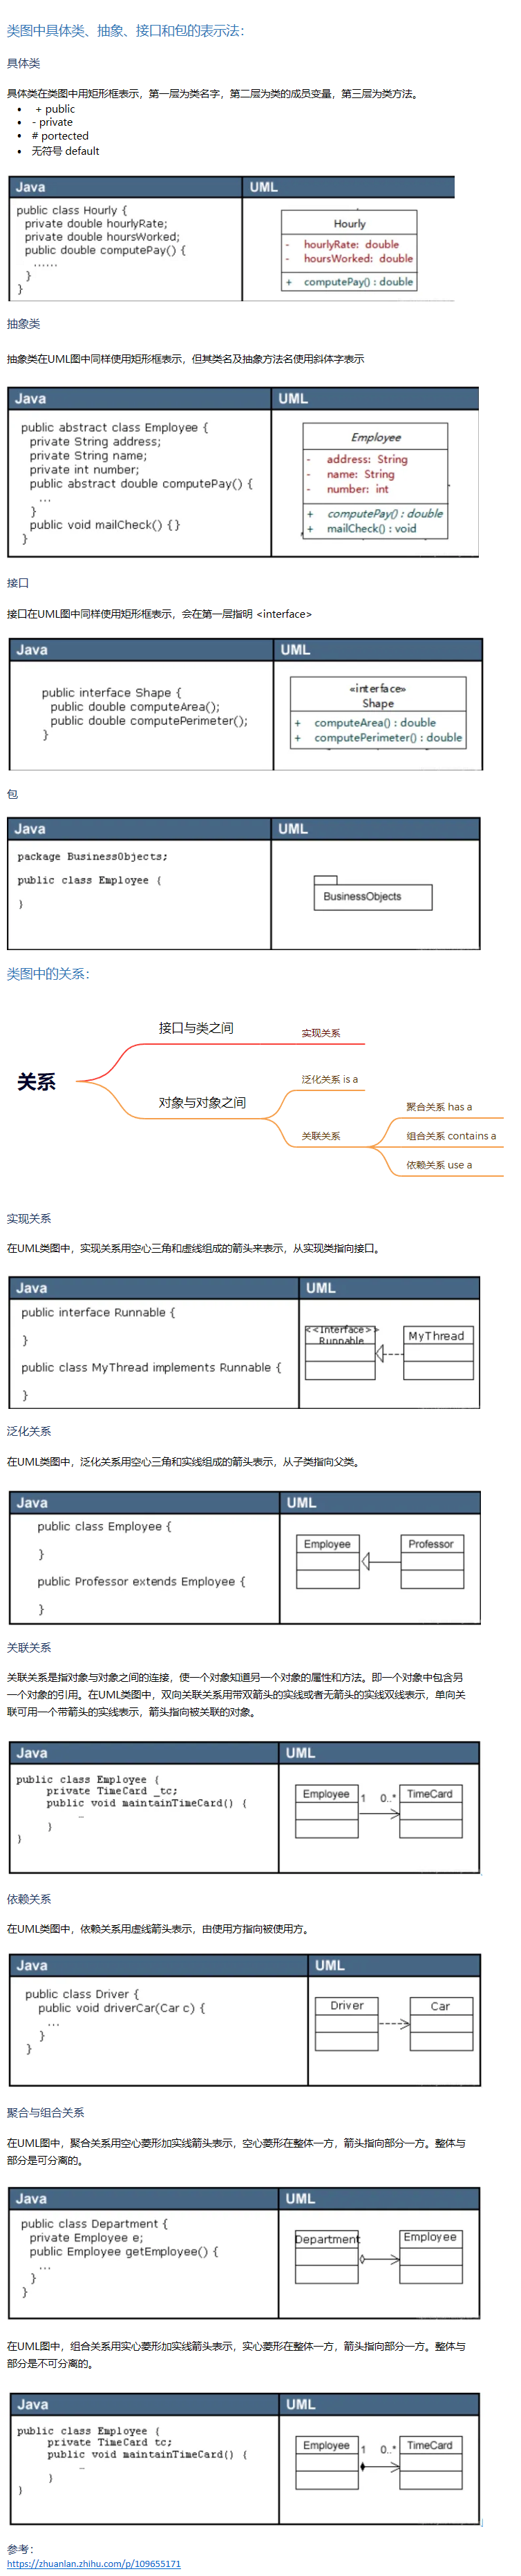 类图中具体类、抽象、接口和包的表示法：
具体类
具体类在类图中用矩形框表示，第一层为类名字，第二层为类的成员变量，第三层为类方法。
• + public
• - private
• # portected
• 无符号 default
Java UML
public class Hourly {
private double hourlyRate;
private double hoursWorked;
public double computePay() {
......
}
}
Hourly
- hourlyRate: double
- hoursWorked: double
+ computePay() : double
抽象类
抽象类在UML图中同样使用矩形框表示，但其类名及抽象方法名使用斜体字表示
Java UML
public abstract class Employee {
private String address;
private String name;
private int number;
public abstract double computePay() {
...
}
public void mailCheck() {}
}
Employee
- address: String
- name: String
- number: int
+ computePay() : double
+ mailCheck() : void
接口
接口在UML图中同样使用矩形框表示，会在第一层指明 <interface>
Java UML
public interface Shape {
public double computeArea();
public double computePerimeter();
}
«interface»
Shape
+ computeArea() : double
+ computePerimeter() : double
包
Java UML
package BusinessObjects;
public class Employee {
}
BusinessObjects
类图中的关系：
关系
接口与类之间
实现关系
对象与对象之间
泛化关系 is a
关联关系
聚合关系 has a
组合关系 contains a
依赖关系 use a
实现关系
在UML类图中，实现关系用空心三角和虚线组成的箭头来表示，从实现类指向接口。
Java UML
public interface Runnable {
}
public class MyThread implements Runnable {
}
<<Interface>>
Runnable
MyThread
泛化关系
在UML类图中，泛化关系用空心三角和实线组成的箭头表示，从子类指向父类。
Java UML
public class Employee {
}
public Professor extends Employee {
}
Employee Professor
关联关系
关联关系是指对象与对象之间的连接，使一个对象知道另一个对象的属性和方法。即一个对象中包含另
一个对象的引用。在UML类图中，双向关联关系用带双箭头的实线或者无箭头的实线双线表示，单向关
联可用一个带箭头的实线表示，箭头指向被关联的对象。
Java UML
public class Employee {
private TimeCard _tc;
public void maintainTimeCard() {
…
}
}
Employee 1 0..* TimeCard
依赖关系
在UML类图中，依赖关系用虚线箭头表示，由使用方指向被使用方。
Java UML
public class Driver {
public void driverCar(Car c) {
...
}
}
Driver Car
聚合与组合关系
在UML图中，聚合关系用空心菱形加实线箭头表示，空心菱形在整体一方，箭头指向部分一方。整体与
部分是可分离的。
Java UML
public class Department {
private Employee e;
public Employee getEmployee() {
...
}
}
Department Employee
在UML图中，组合关系用实心菱形加实线箭头表示，实心菱形在整体一方，箭头指向部分一方。整体与
部分是不可分离的。
Java UML
public class Employee {
private TimeCard tc;
public void maintainTimeCard() {
…
}
}
Employee 1 0..* TimeCard
参考：
https://zhuanlan.zhihu.com/p/109655171